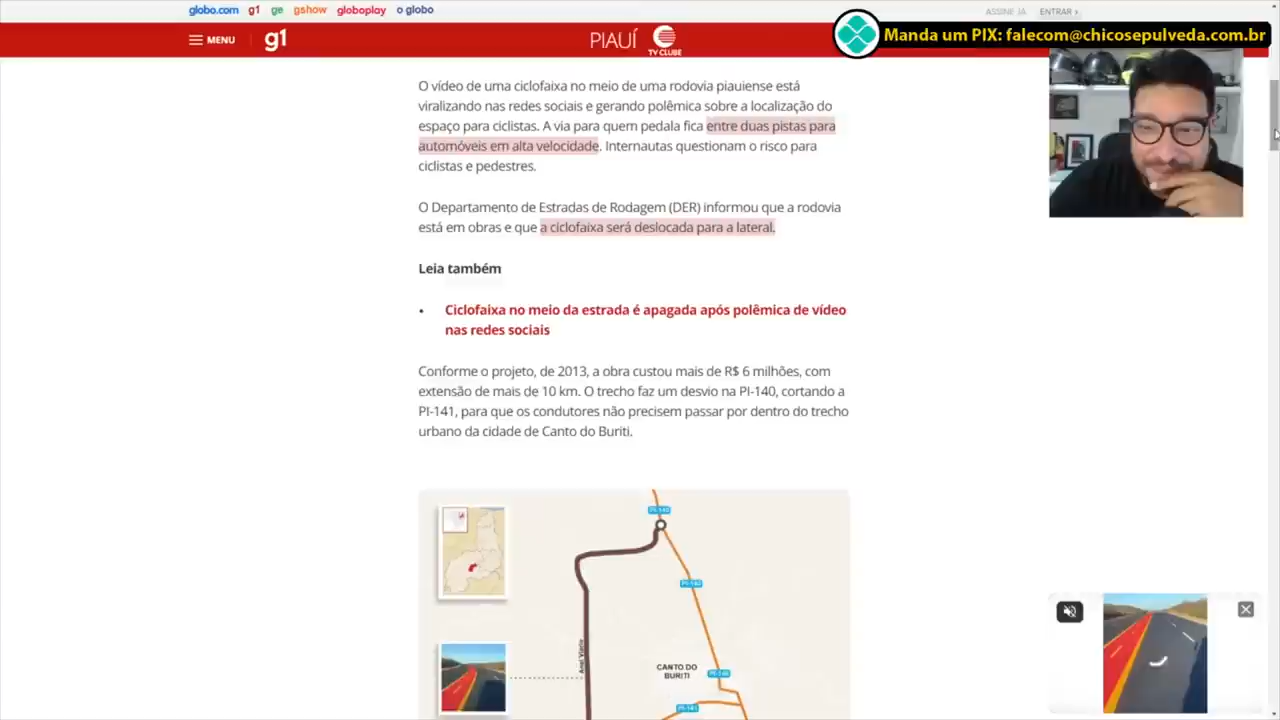 globo.com g1 ge gshow globoplay o globo
ASSINE JÁ ENTRAR ›
MENU g1 PIAUÍ TV CLUBE
Manda um PIX: falecom@chicosepulveda.com.br
O vídeo de uma ciclofaixa no meio de uma rodovia piauiense está
viralizando nas redes sociais e gerando polêmica sobre a localização do
espaço para ciclistas. A via para quem pedala fica entre duas pistas para
automóveis em alta velocidade. Internautas questionam o risco para
ciclistas e pedestres.
O Departamento de Estradas de Rodagem (DER) informou que a rodovia
está em obras e que a ciclofaixa será deslocada para a lateral.
Leia também
• Ciclofaixa no meio da estrada é apagada após polêmica de vídeo
nas redes sociais
Conforme o projeto, de 2013, a obra custou mais de R$ 6 milhões, com
extensão de mais de 10 km. O trecho faz um desvio na PI-140, cortando a
PI-141, para que os condutores não precisem passar por dentro do trecho
urbano da cidade de Canto do Buriti.
PI-140
Anel Viário
CANTO DO
BURITI
PI-141